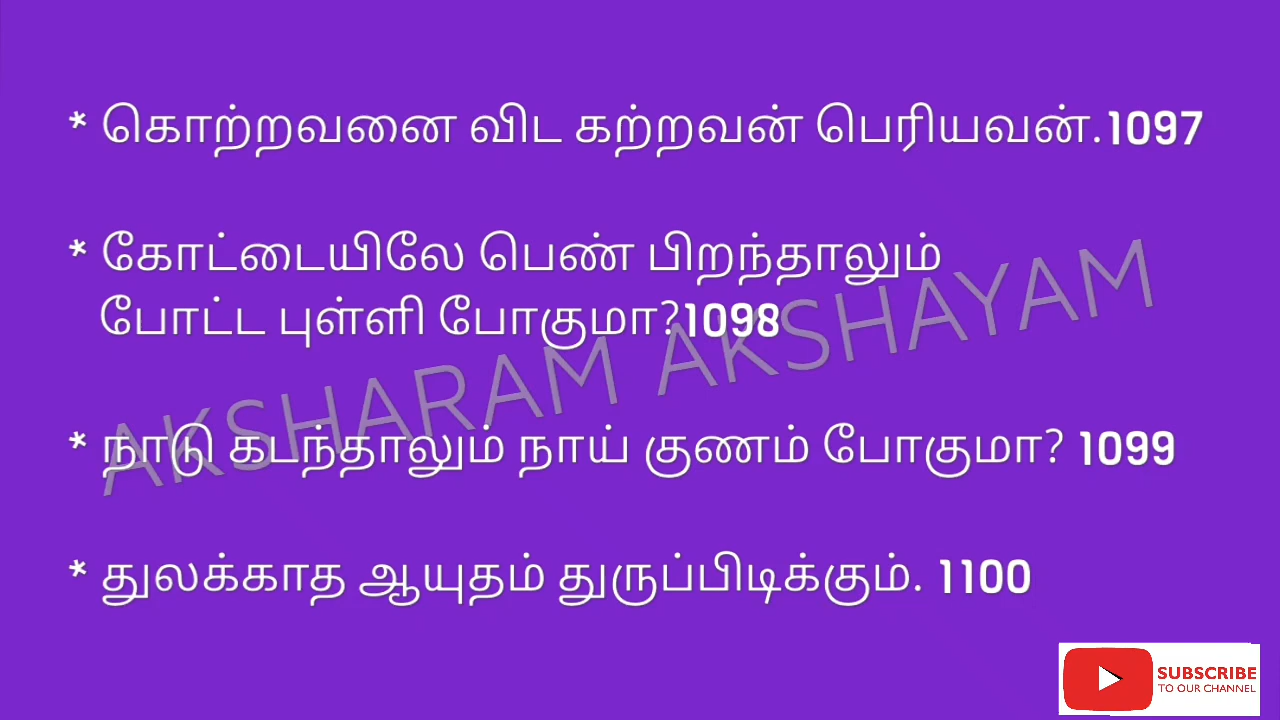 * கொற்றவனை விட கற்றவன் பெரியவன்.1097
* கோட்டையிலே பெண் பிறந்தாலும்
போட்ட புள்ளி போகுமா?1098
AKSHARAM AKSHAYAM
* நாடு கடந்தாலும் நாய் குணம் போகுமா? 1099
* துலக்காத ஆயுதம் துருப்பிடிக்கும். 1100
SUBSCRIBE
TO OUR CHANNEL